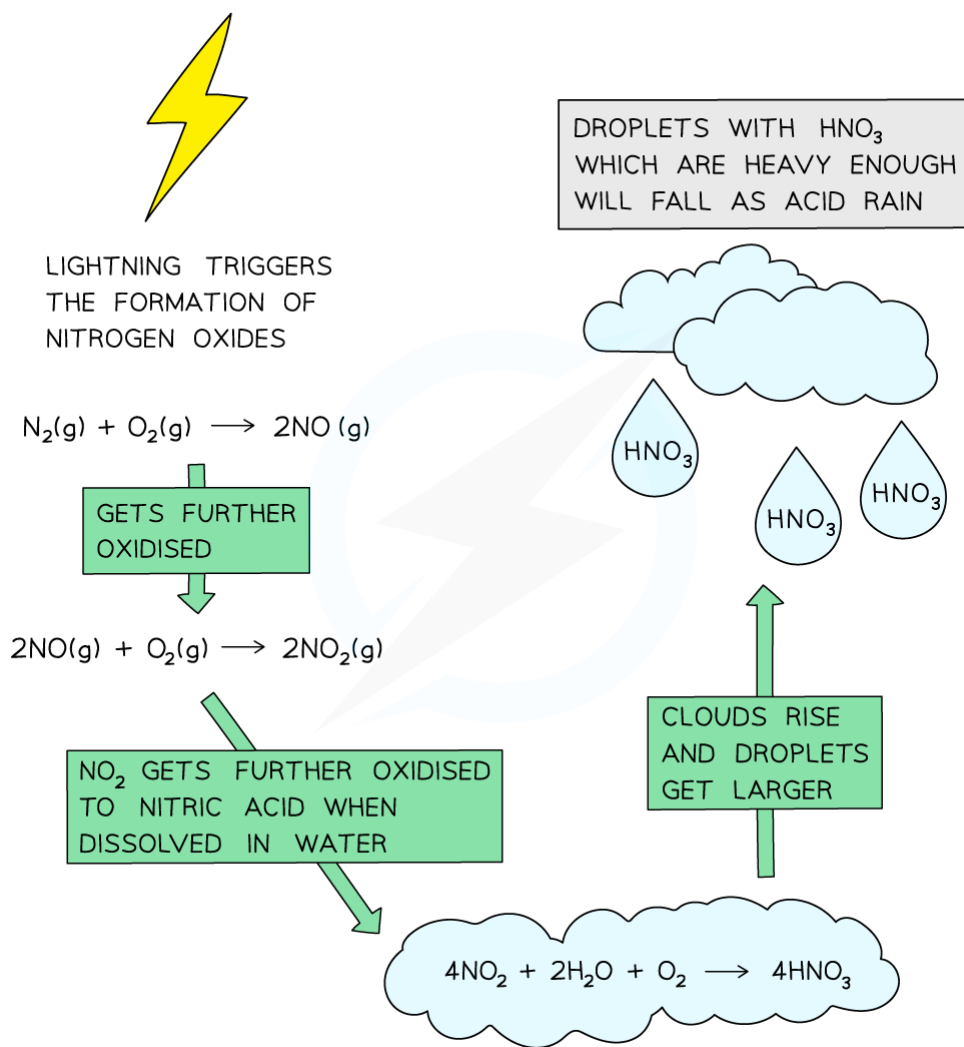 LIGHTNING TRIGGERS
THE FORMATION OF
NITROGEN OXIDES
N₂(g) + O₂(g) ⟶ 2NO (g)
GETS FURTHER
OXIDISED
2NO(g) + O₂(g) ⟶ 2NO₂(g)
NO₂ GETS FURTHER OXIDISED
TO NITRIC ACID WHEN
DISSOLVED IN WATER
4NO₂ + 2H₂O + O₂ ⟶ 4HNO₃
CLOUDS RISE
AND DROPLETS
GET LARGER
DROPLETS WITH HNO₃
WHICH ARE HEAVY ENOUGH
WILL FALL AS ACID RAIN
HNO₃
HNO₃
HNO₃